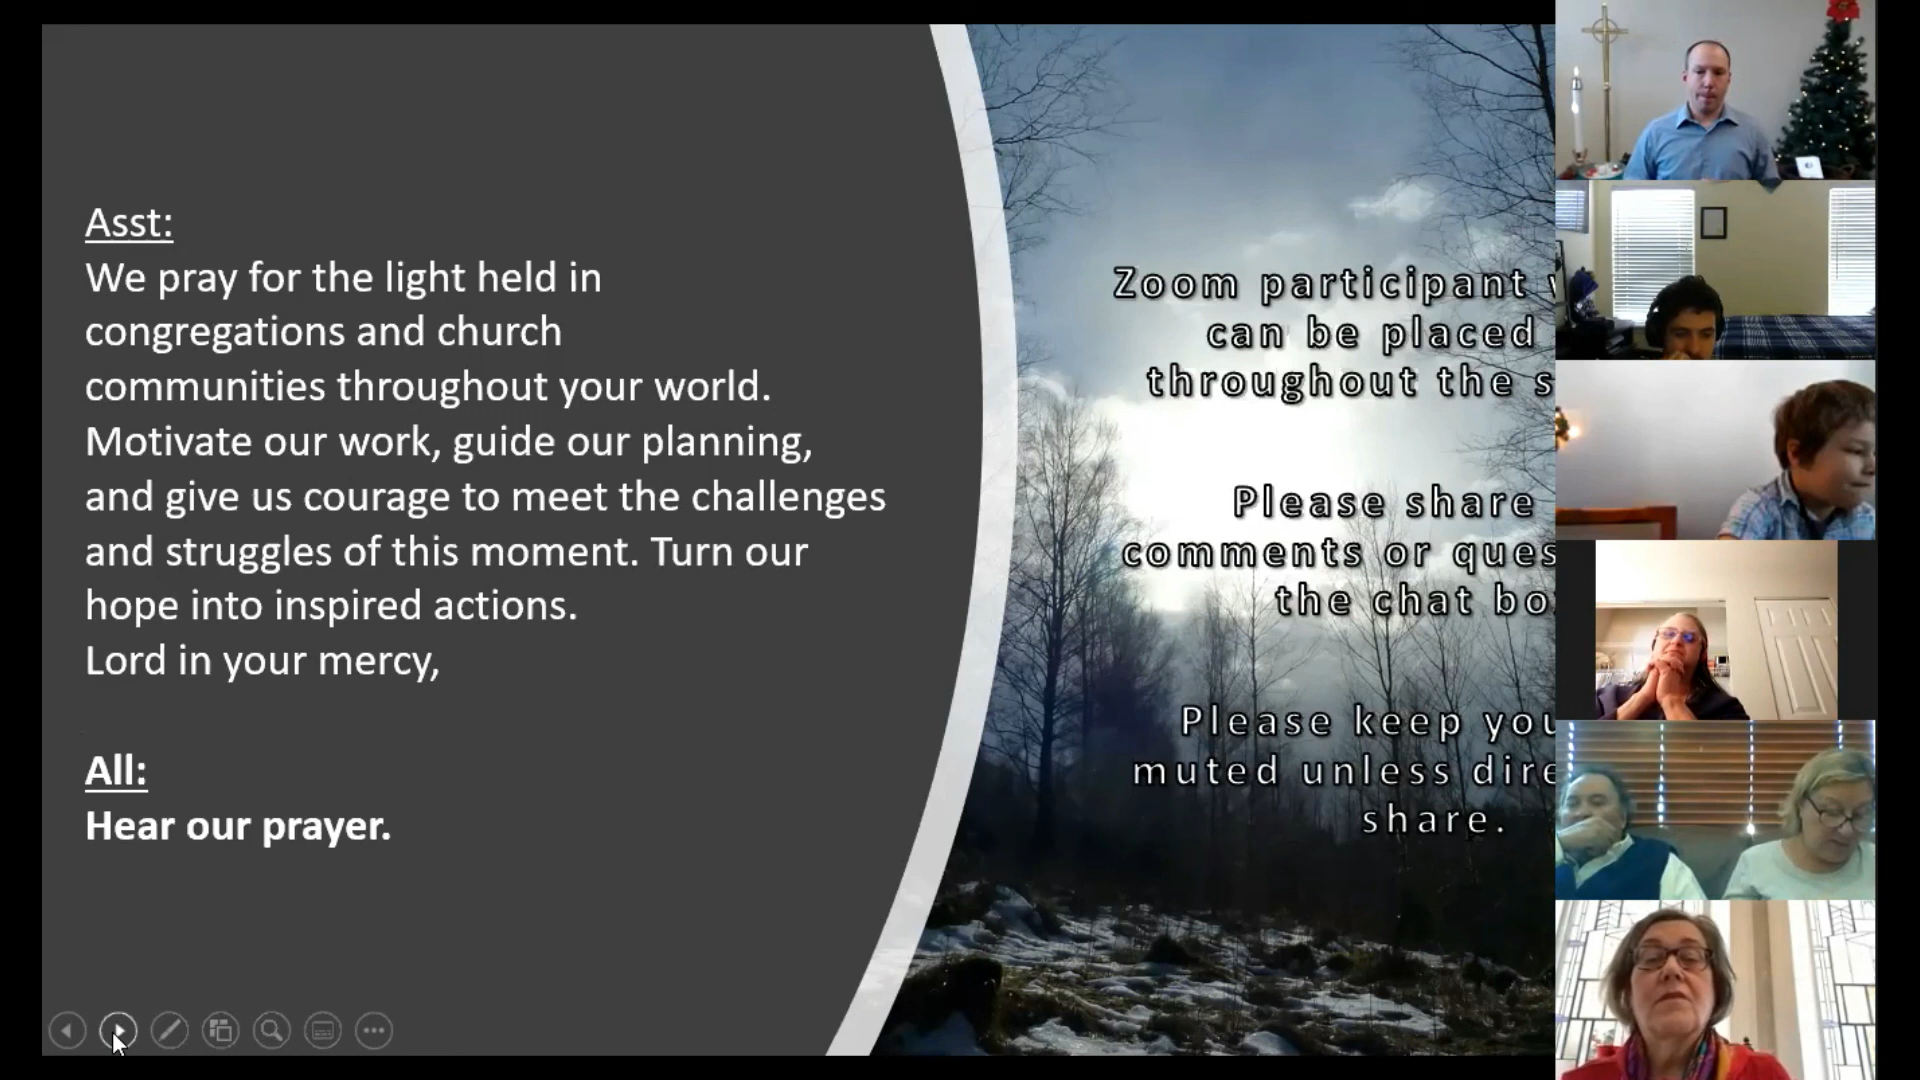 Asst:
We pray for the light held in
congregations and church
communities throughout your world.
Motivate our work, guide our planning,
and give us courage to meet the challenges
and struggles of this moment. Turn our
hope into inspired actions.
Lord in your mercy,
All:
Hear our prayer.
Zoom participant
can be placed
throughout the s
Please share
comments or ques
the chat bo
Please keep you
muted unless dire
share.